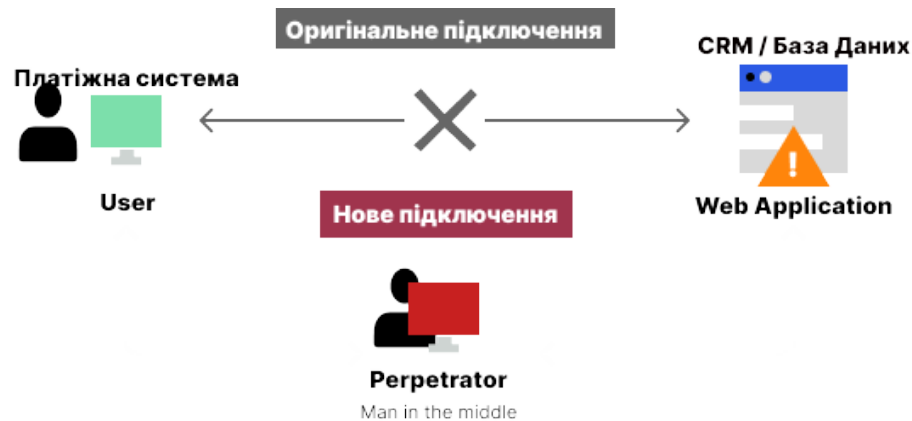 Оригінальне підключення
CRM / База Даних
Платіжна система
User
Web Application
Нове підключення
Perpetrator
Man in the middle